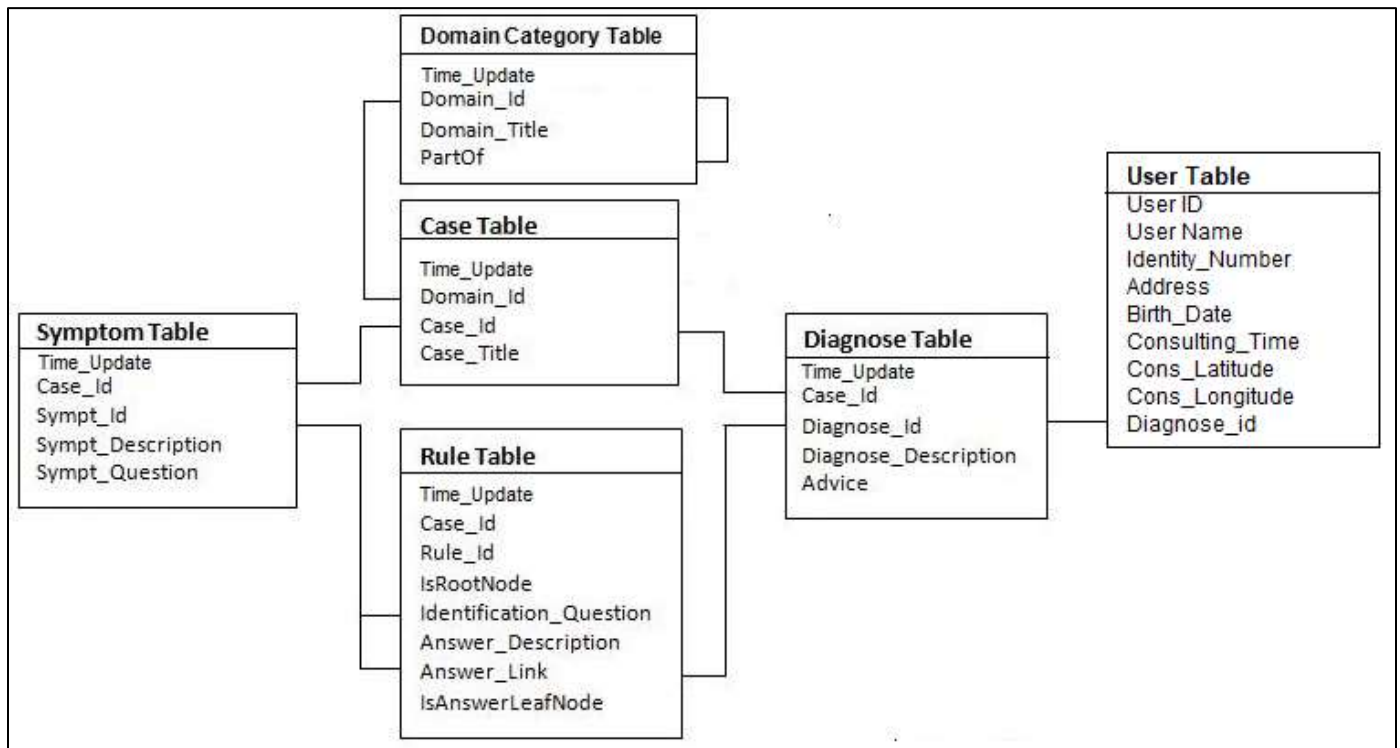 Domain Category Table
Time_Update
Domain_Id
Domain_Title
PartOf
Case Table
Time_Update
Domain_Id
Case_Id
Case_Title
Symptom Table
Time_Update
Case_Id
Sympt_Id
Sympt_Description
Sympt_Question
Rule Table
Time_Update
Case_Id
Rule_Id
IsRootNode
Identification_Question
Answer_Description
Answer_Link
IsAnswerLeafNode
Diagnose Table
Time_Update
Case_Id
Diagnose_Id
Diagnose_Description
Advice
User Table
User ID
User Name
Identity_Number
Address
Birth_Date
Consulting_Time
Cons_Latitude
Cons_Longitude
Diagnose_id